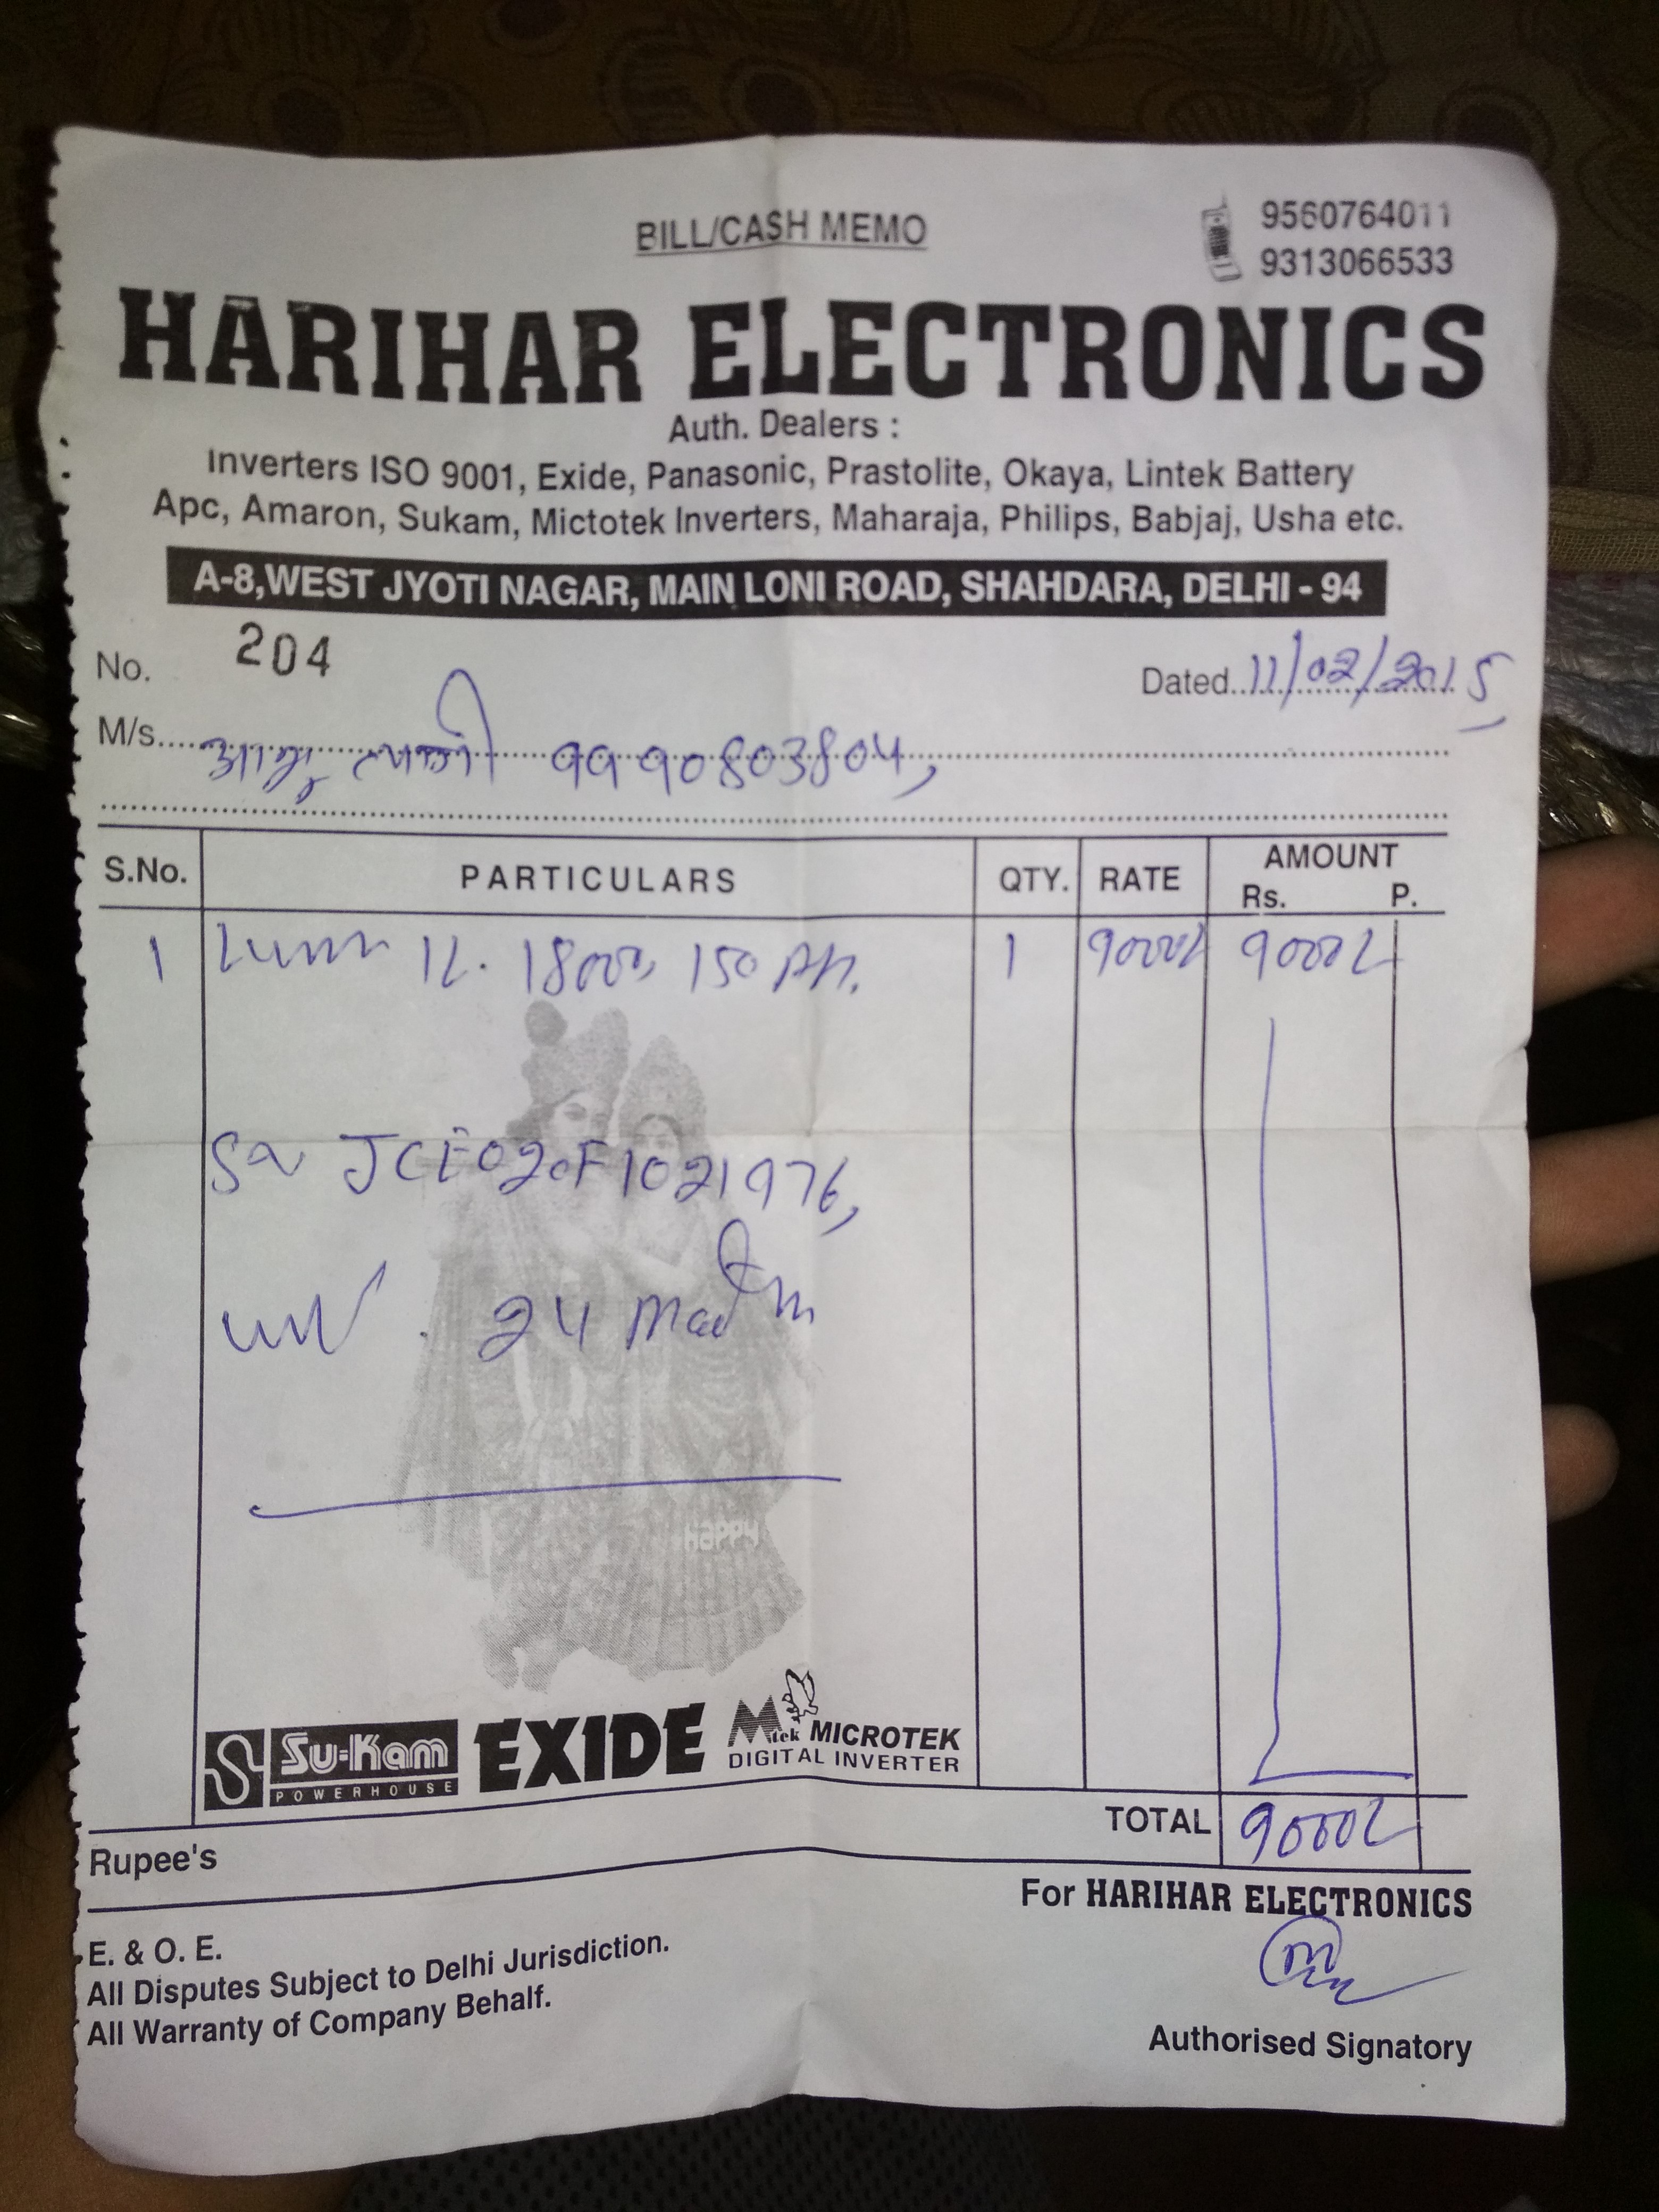 BILL/CASH MEMO
9560764011
9313066533
HARIHAR ELECTRONICS
Auth. Dealers :
Inverters ISO 9001, Exide, Panasonic, Prastolite, Okaya, Lintek Battery
Apc, Amaron, Sukam, Mictotek Inverters, Maharaja, Philips, Babjaj, Usha etc.
A-8,WEST JYOTI NAGAR, MAIN LONI ROAD, SHAHDARA, DELHI - 94
No. 204 Dated 11/02/2015
M/s
S.No. PARTICULARS QTY. RATE AMOUNT
Rs. P.
1 150 AH. 1 9000/- 9000/-
24
happy
Su-Kam EXIDE Mtek MICROTEK
POWERHOUSE DIGITAL INVERTER
TOTAL 9000/-
Rupee's
For HARIHAR ELECTRONICS
E. & O. E.
All Disputes Subject to Delhi Jurisdiction.
All Warranty of Company Behalf.
Authorised Signatory